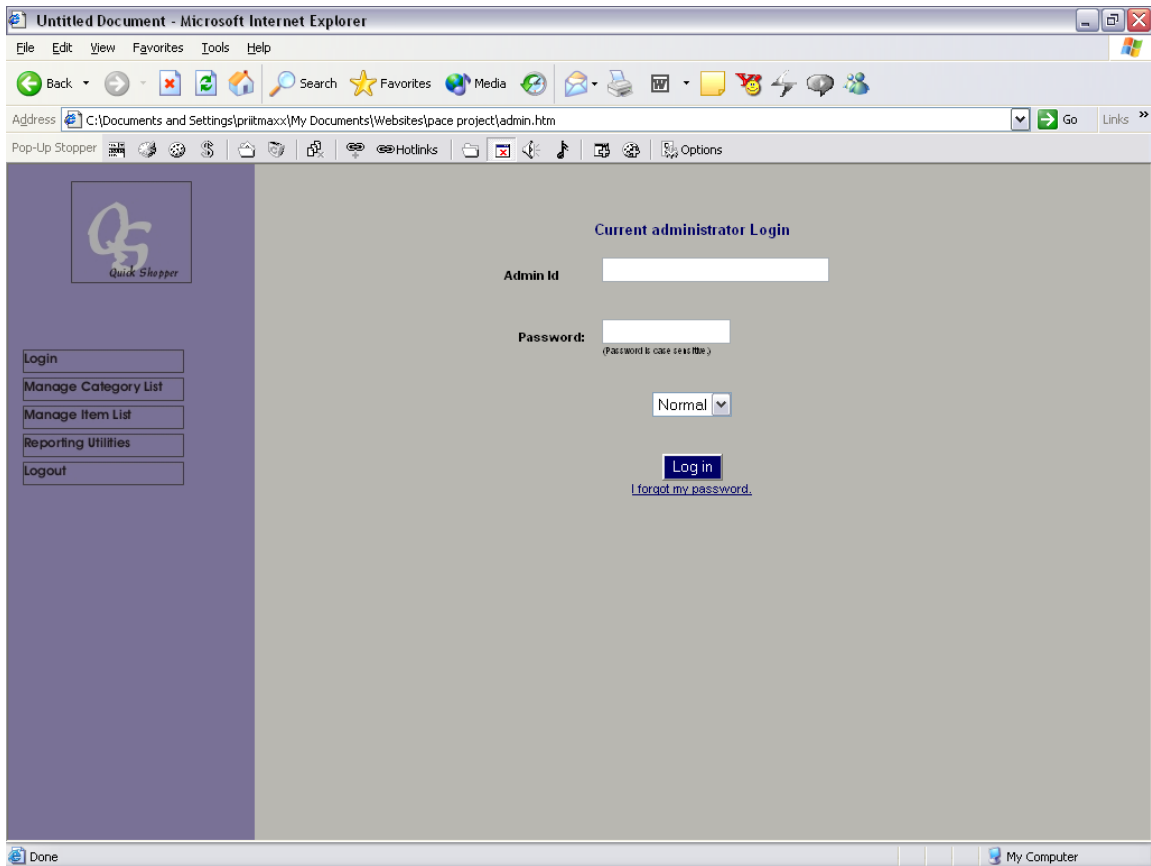 Untitled Document - Microsoft Internet Explorer
File Edit View Favorites Tools Help
Back Search Favorites Media
Address C:\Documents and Settings\priitmaxx\My Documents\Websites\pace project\admin.htm Go Links »
Pop-Up Stopper Hotlinks Options
QS
Quick Shopper
Current administrator Login
Admin Id
Password:
(Password is case sensitive.)
Login
Manage Category List
Manage Item List
Reporting Utilities
Logout
Normal
Log in
I forgot my password.
Done My Computer